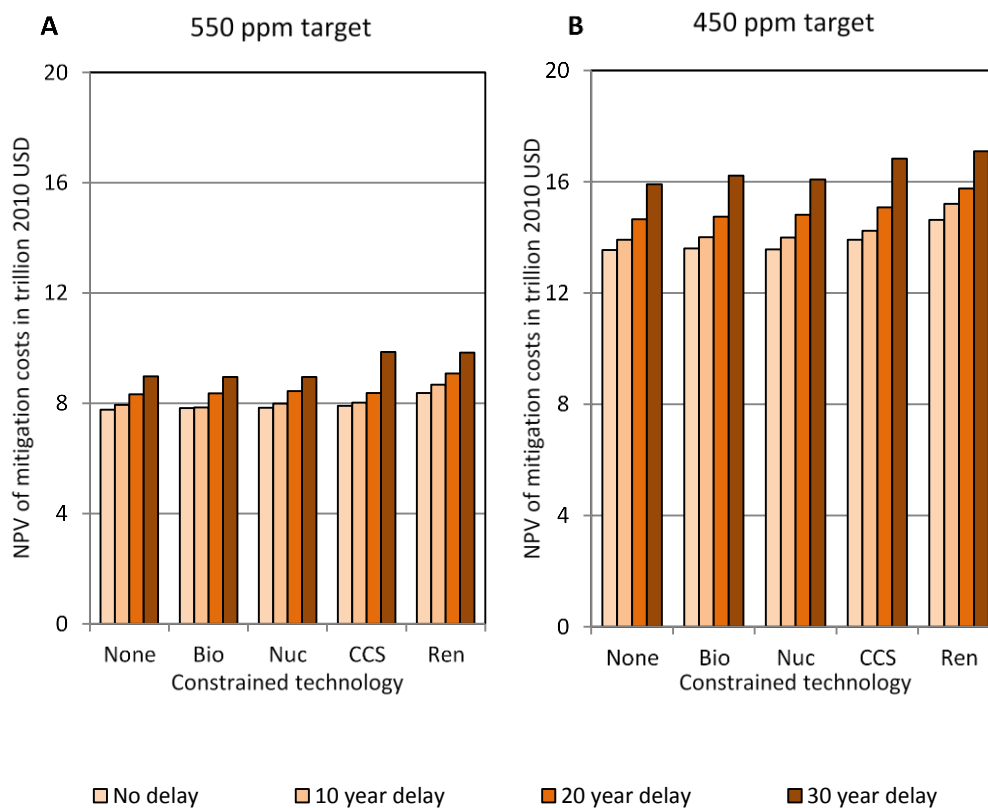 A
550 ppm target
NPV of mitigation costs in trillion 2010 USD
20
16
12
8
4
0
None Bio Nuc CCS Ren
Constrained technology
B
450 ppm target
NPV of mitigation costs in trillion 2010 USD
20
16
12
8
4
0
None Bio Nuc CCS Ren
Constrained technology
No delay 10 year delay 20 year delay 30 year delay